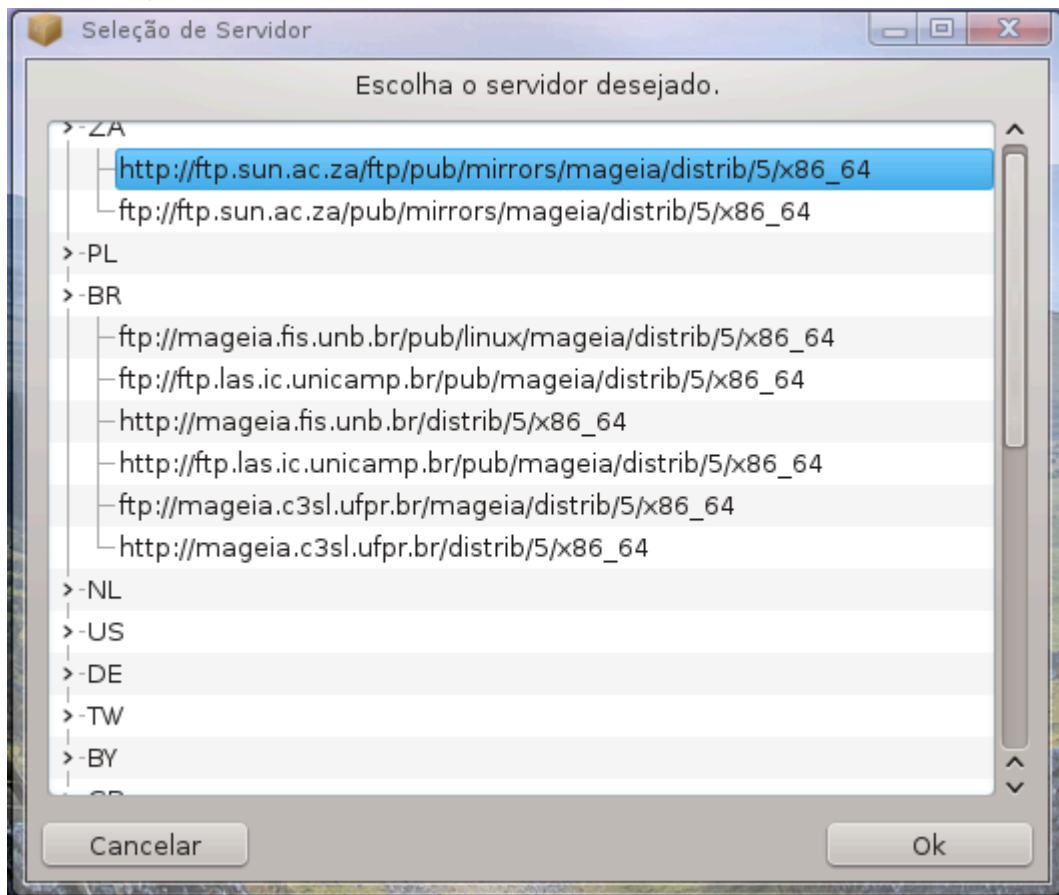 Seleção de Servidor
Escolha o servidor desejado.
ZA
http://ftp.sun.ac.za/ftp/pub/mirrors/mageia/distrib/5/x86_64
ftp://ftp.sun.ac.za/pub/mirrors/mageia/distrib/5/x86_64
PL
BR
ftp://mageia.fis.unb.br/pub/linux/mageia/distrib/5/x86_64
ftp://ftp.las.ic.unicamp.br/pub/mageia/distrib/5/x86_64
http://mageia.fis.unb.br/distrib/5/x86_64
http://ftp.las.ic.unicamp.br/pub/mageia/distrib/5/x86_64
ftp://mageia.c3sl.ufpr.br/mageia/distrib/5/x86_64
http://mageia.c3sl.ufpr.br/distrib/5/x86_64
NL
US
DE
TW
BY
Cancelar Ok